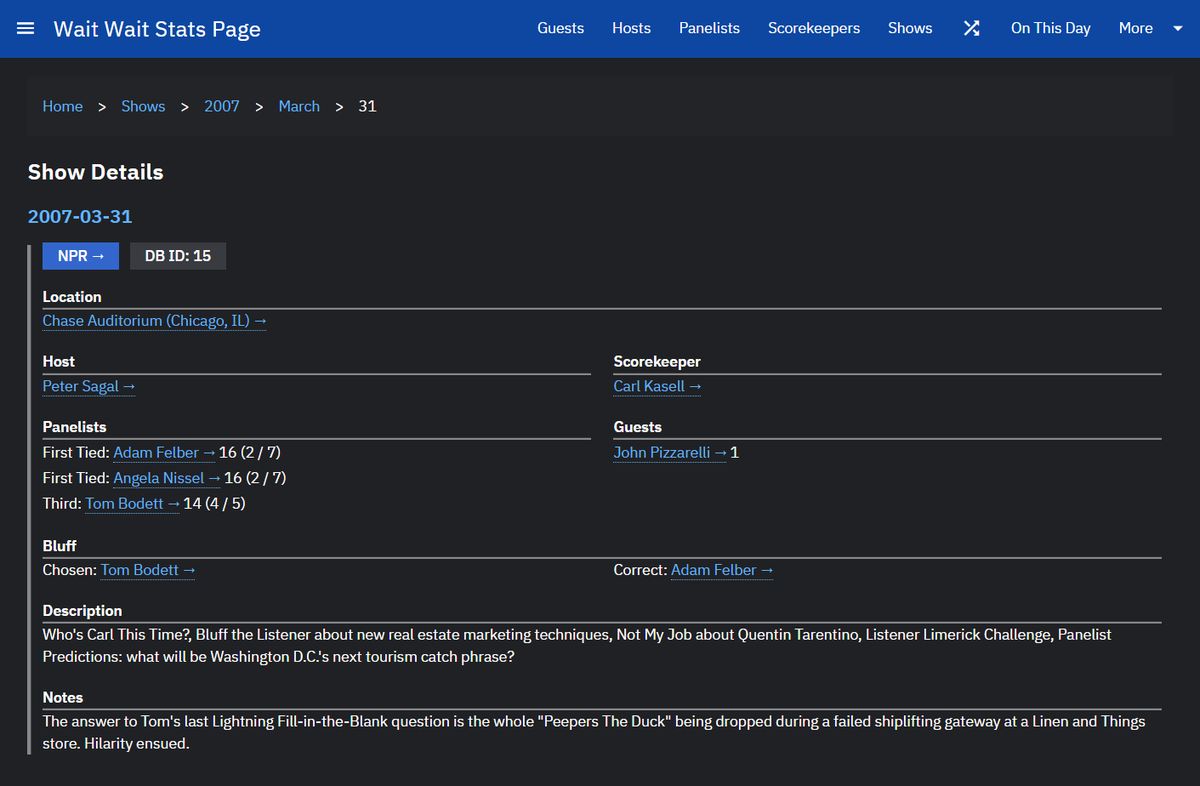 Wait Wait Stats Page
Guests Hosts Panelists Scorekeepers Shows On This Day More
Home > Shows > 2007 > March > 31
Show Details
2007-03-31
NPR → DB ID: 15
Location
Chase Auditorium (Chicago, IL) →
Host
Peter Sagal →
Scorekeeper
Carl Kasell →
Panelists
First Tied: Adam Felber → 16 (2 / 7)
First Tied: Angela Nissel → 16 (2 / 7)
Third: Tom Bodett → 14 (4 / 5)
Guests
John Pizzarelli → 1
Bluff
Chosen: Tom Bodett →
Correct: Adam Felber →
Description
Who's Carl This Time?, Bluff the Listener about new real estate marketing techniques, Not My Job about Quentin Tarentino, Listener Limerick Challenge, Panelist
Predictions: what will be Washington D.C.'s next tourism catch phrase?
Notes
The answer to Tom's last Lightning Fill-in-the-Blank question is the whole "Peepers The Duck" being dropped during a failed shiplifting gateway at a Linen and Things
store. Hilarity ensued.